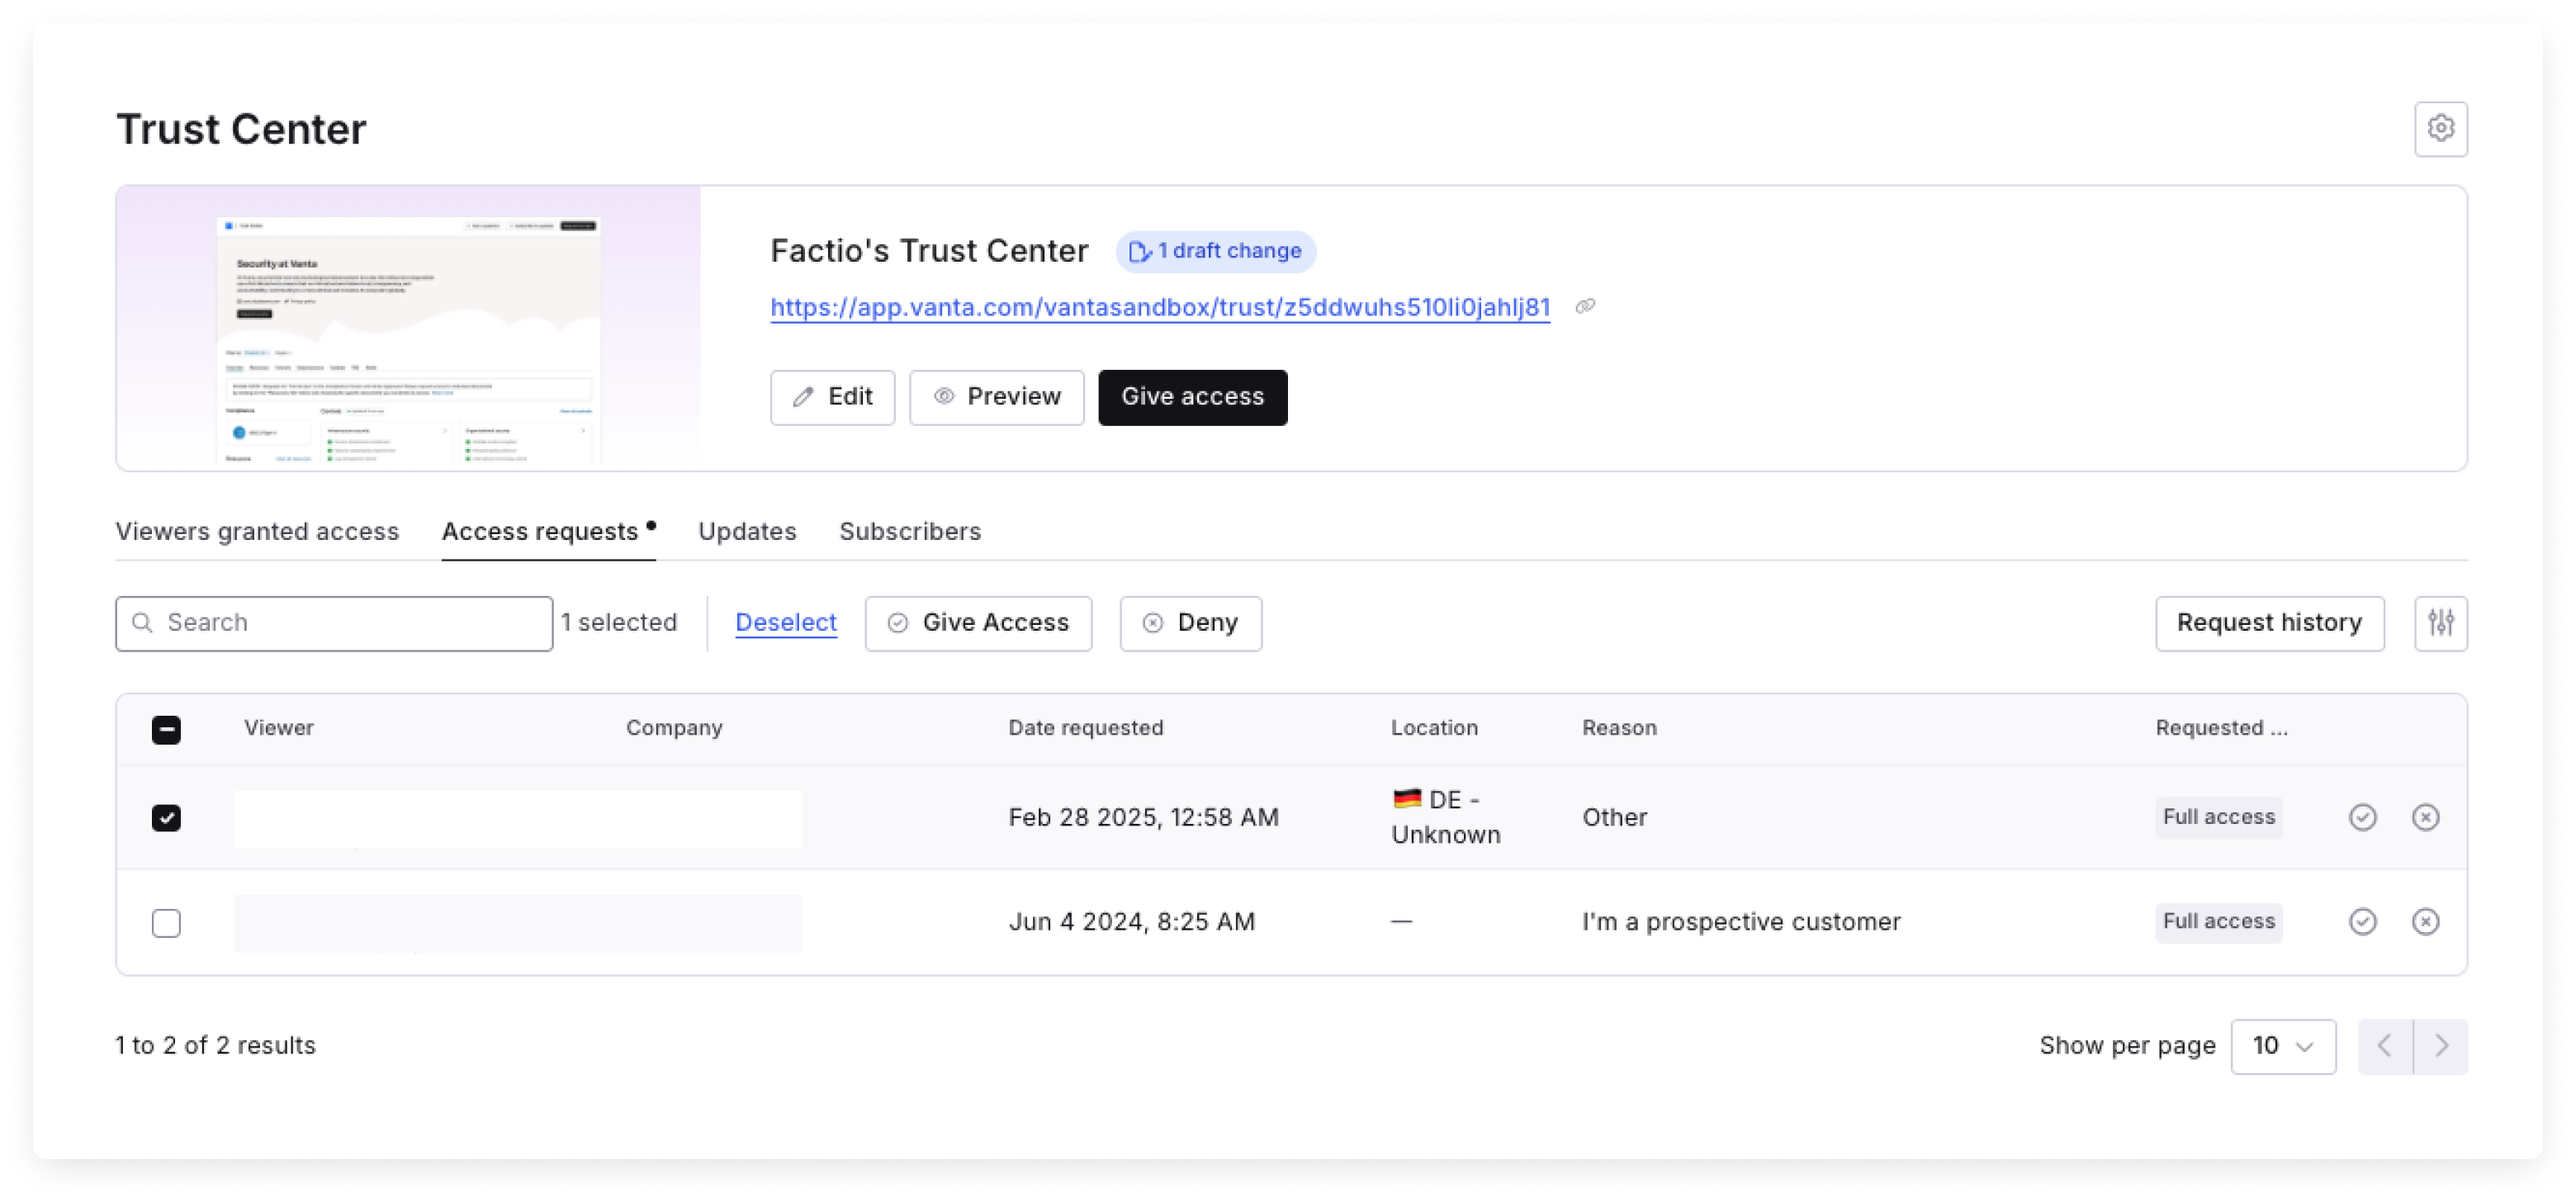 Trust Center
Security at Vanta
Factio's Trust Center
1 draft change
https://app.vanta.com/vantasandbox/trust/z5ddwuhs510li0jahlj81
Edit
Preview
Give access
Viewers granted access
Access requests
Updates
Subscribers
Search
1 selected
Deselect
Give Access
Deny
Request history
Viewer
Company
Date requested
Location
Reason
Requested ...
Feb 28 2025, 12:58 AM
DE -
Unknown
Other
Full access
Jun 4 2024, 8:25 AM
—
I'm a prospective customer
Full access
1 to 2 of 2 results
Show per page
10